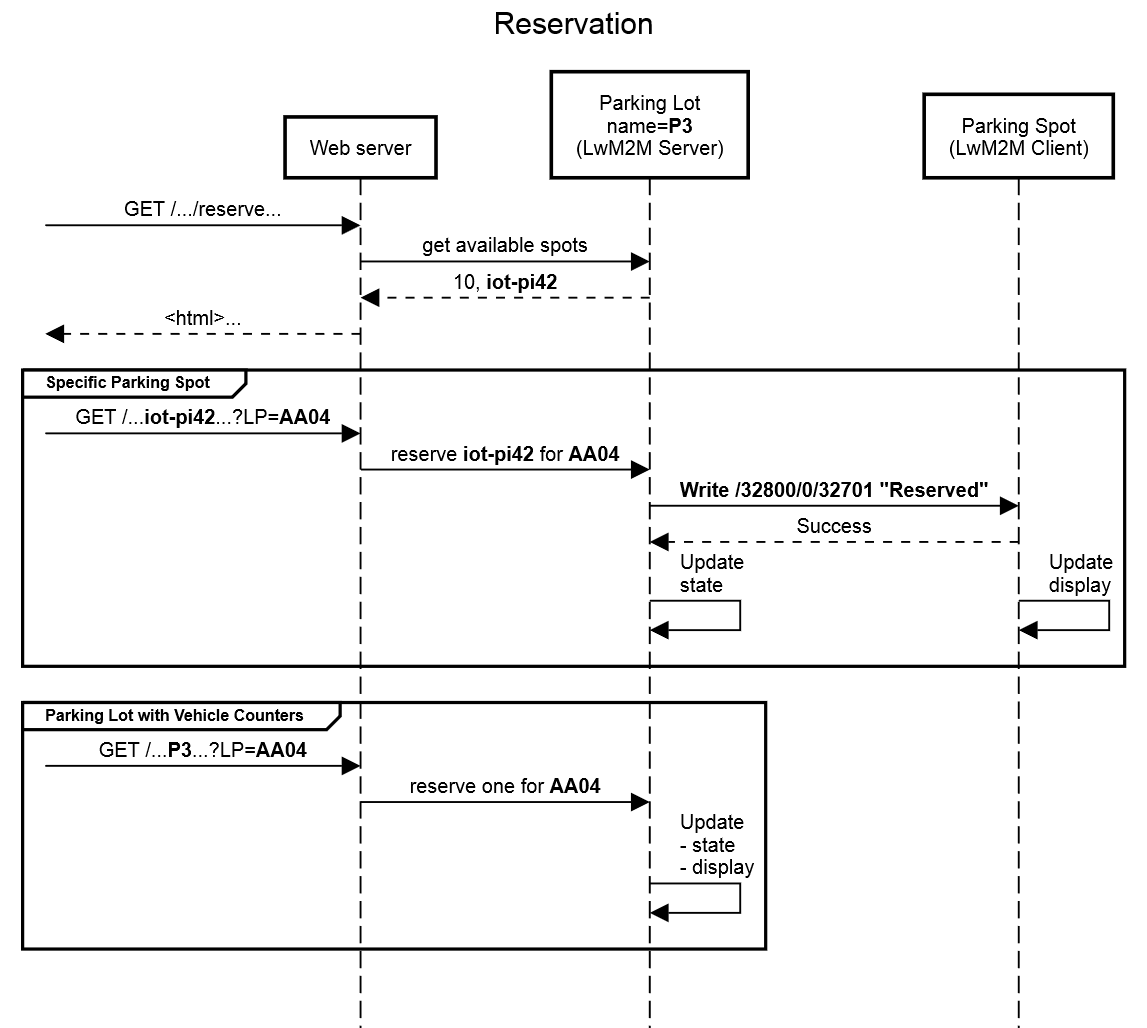 Reservation
Parking Lot
name=P3
(LwM2M Server)
Web server
Parking Spot
(LwM2M Client)
GET /.../reserve...
get available spots
10, iot-pi42
<html>...
Specific Parking Spot
GET /...iot-pi42...?LP=AA04
reserve iot-pi42 for AA04
Write /32800/0/32701 "Reserved"
Success
Update
state
Update
display
Parking Lot with Vehicle Counters
GET /...P3...?LP=AA04
reserve one for AA04
Update
- state
- display